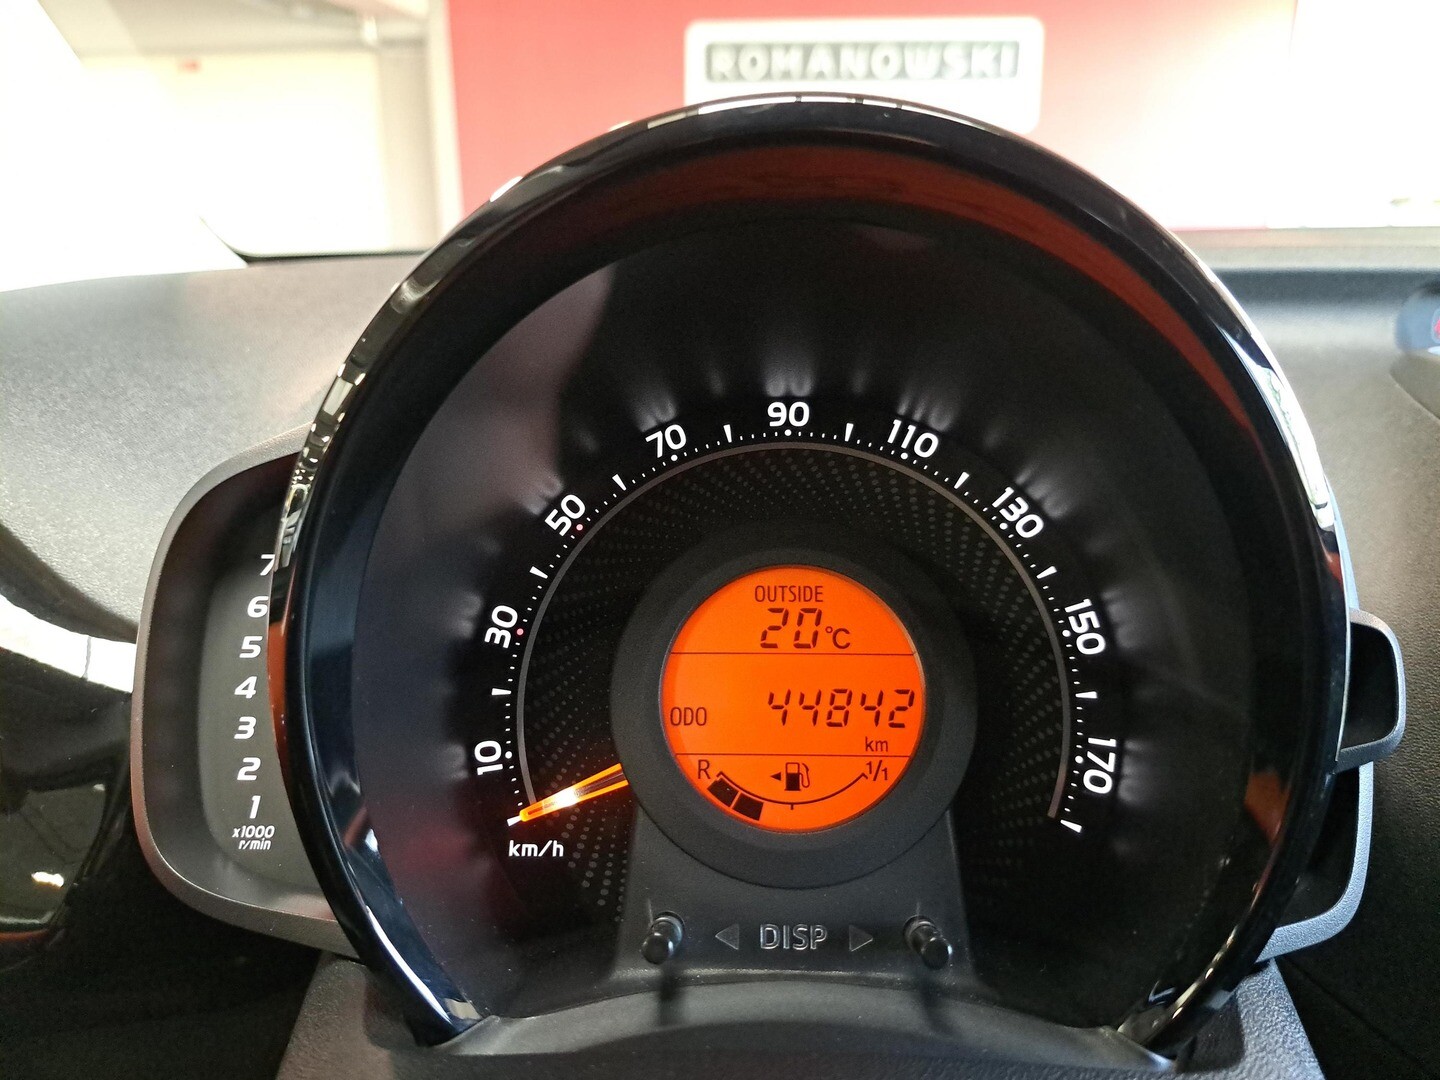 ROMANOWSKI
10
30
50
70
90
110
130
150
170
km/h
7
6
5
4
3
2
1
x1000
r/min
OUTSIDE
20°C
ODO 44842
km
R 1/1
DISP